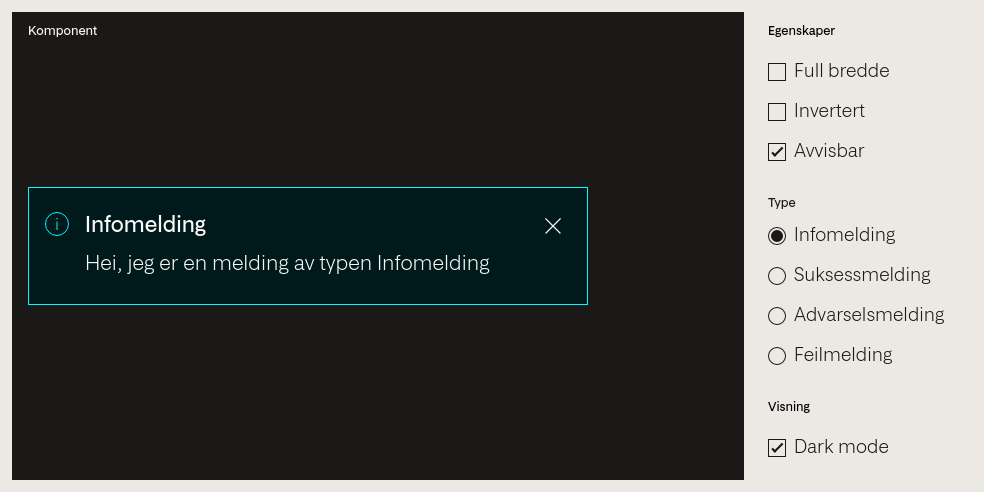 Komponent
Infomelding
Hei, jeg er en melding av typen Infomelding
Egenskaper
Full bredde
Invertert
Avvisbar
Type
Infomelding
Suksessmelding
Advarselsmelding
Feilmelding
Visning
Dark mode